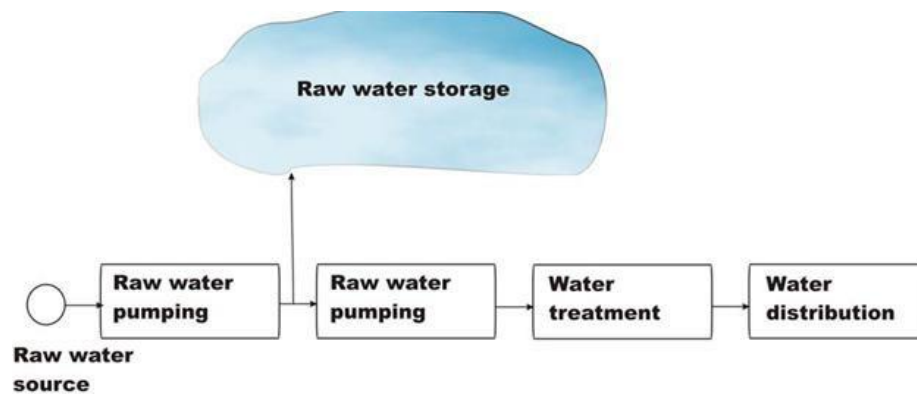 Raw water storage
Raw water
pumping
Raw water
pumping
Water
treatment
Water
distribution
Raw water
source